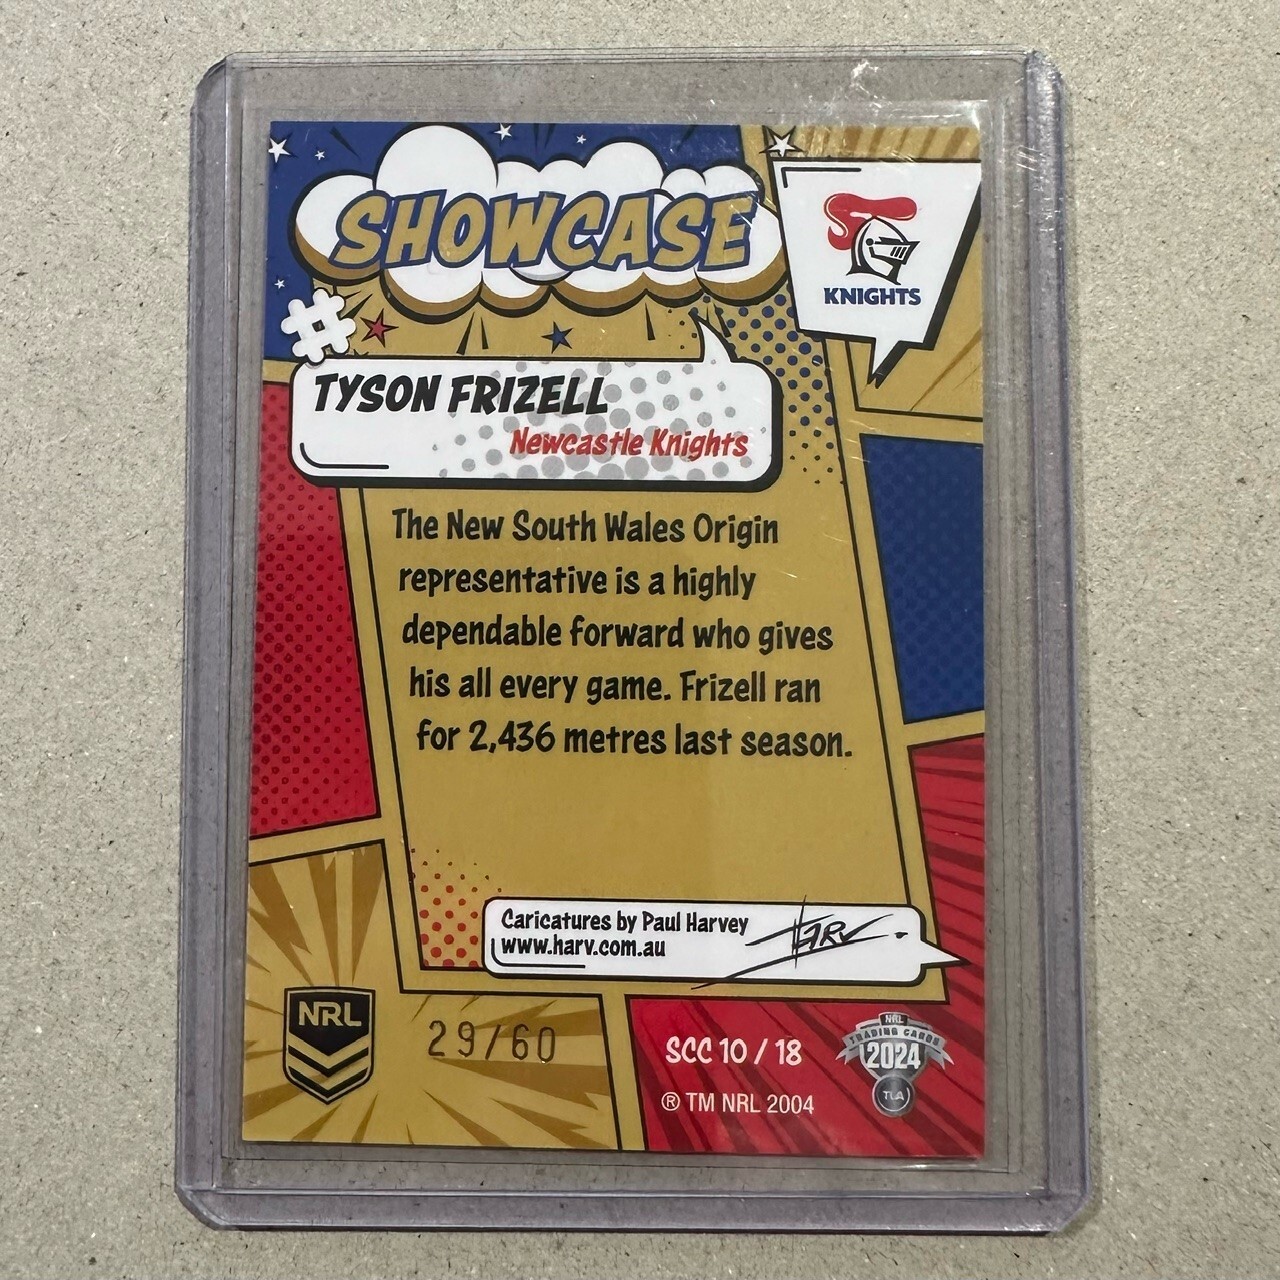 SHOWCASE
KNIGHTS
#
TYSON FRIZELL
Newcastle Knights
The New South Wales Origin
representative is a highly
dependable forward who gives
his all every game. Frizell ran
for 2,436 metres last season.
Caricatures by Paul Harvey
www.harv.com.au
HARV.
NRL
29/60
SCC 10 / 18
® TM NRL 2004
NRL
TRADING CARDS
2024
TLA